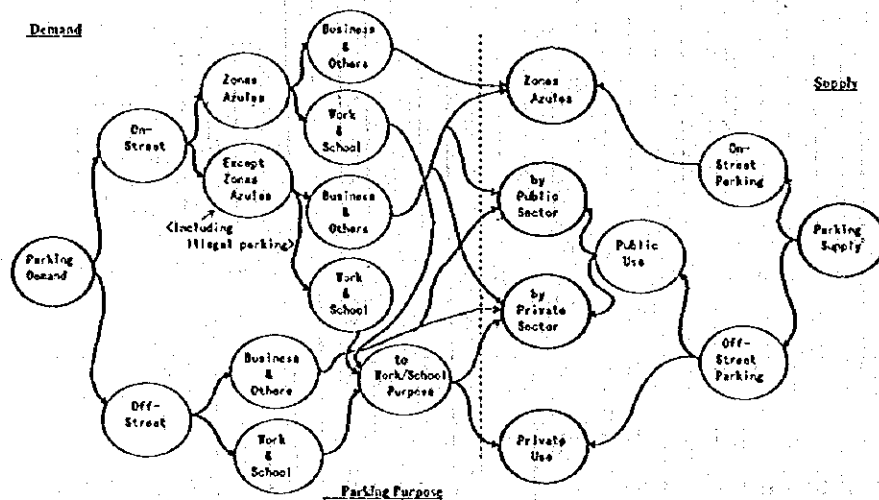 Demand
Supply
Business
&
Others
Zonas
Azules
Work
&
School
On-
Street
Except
Zonas
Azules
<Including
illegal parking>
Business
&
Others
Work
&
School
Parking
Demand
Off-
Street
Business
&
Others
Work
&
School
to
Work/School
Purpose
Zonas
Azules
by
Public
Sector
by
Private
Sector
Private
Use
Public
Use
On-
Street
Parking
Off-
Street
Parking
Parking
Supply
Parking Purpose